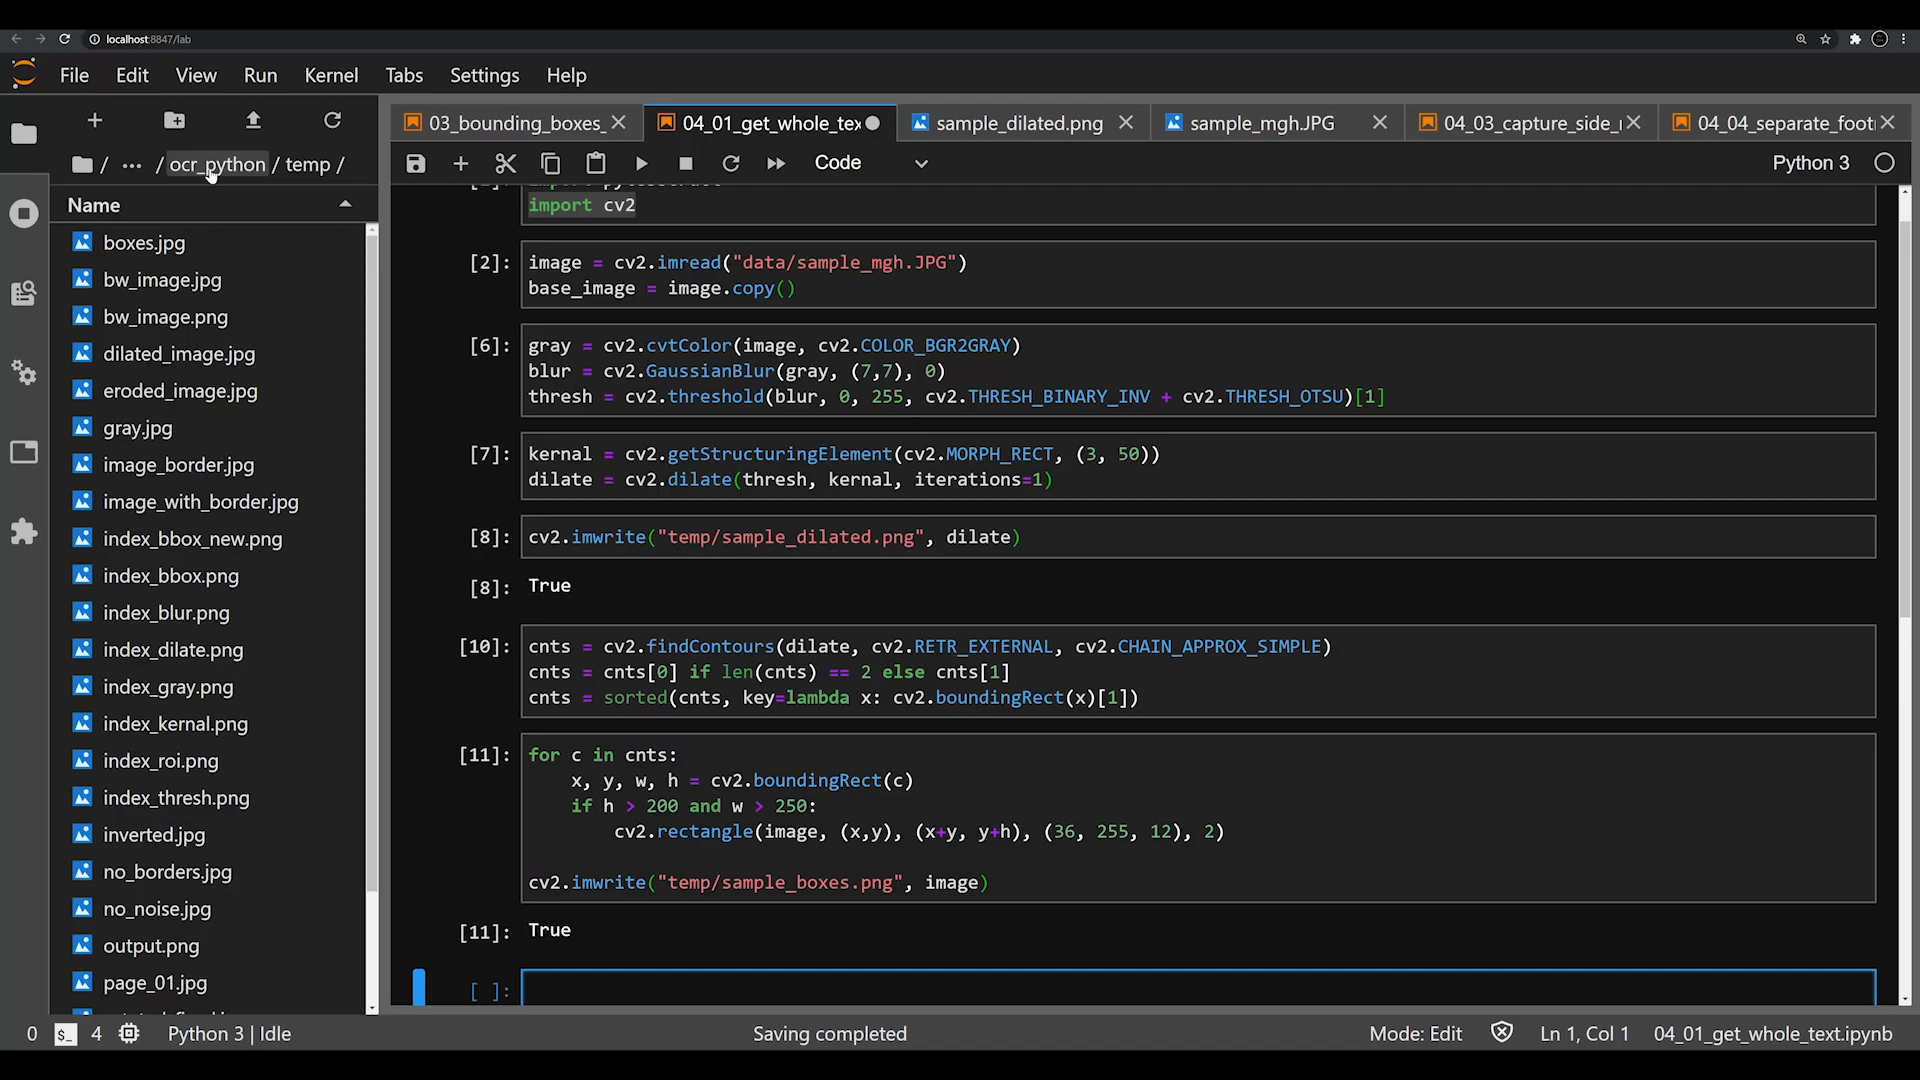 localhost:8847/lab
File Edit View Run Kernel Tabs Settings Help
03_bounding_boxes_ 04_01_get_whole_tex sample_dilated.png sample_mgh.JPG 04_03_capture_side_ 04_04_separate_foot
/ ... / ocr_python / temp /
Code
Python 3
Name
boxes.jpg
bw_image.jpg
bw_image.png
dilated_image.jpg
eroded_image.jpg
gray.jpg
image_border.jpg
image_with_border.jpg
index_bbox_new.png
index_bbox.png
index_blur.png
index_dilate.png
index_gray.png
index_kernal.png
index_roi.png
index_thresh.png
inverted.jpg
no_borders.jpg
no_noise.jpg
output.png
page_01.jpg
import cv2
[2]: image = cv2.imread("data/sample_mgh.JPG")
base_image = image.copy()
[6]: gray = cv2.cvtColor(image, cv2.COLOR_BGR2GRAY)
blur = cv2.GaussianBlur(gray, (7,7), 0)
thresh = cv2.threshold(blur, 0, 255, cv2.THRESH_BINARY_INV + cv2.THRESH_OTSU)[1]
[7]: kernal = cv2.getStructuringElement(cv2.MORPH_RECT, (3, 50))
dilate = cv2.dilate(thresh, kernal, iterations=1)
[8]: cv2.imwrite("temp/sample_dilated.png", dilate)
[8]: True
[10]: cnts = cv2.findContours(dilate, cv2.RETR_EXTERNAL, cv2.CHAIN_APPROX_SIMPLE)
cnts = cnts[0] if len(cnts) == 2 else cnts[1]
cnts = sorted(cnts, key=lambda x: cv2.boundingRect(x)[1])
[11]: for c in cnts:
x, y, w, h = cv2.boundingRect(c)
if h > 200 and w > 250:
cv2.rectangle(image, (x,y), (x+y, y+h), (36, 255, 12), 2)
cv2.imwrite("temp/sample_boxes.png", image)
[11]: True
[ ]:
0 $_ 4 Python 3 | Idle Saving completed Mode: Edit Ln 1, Col 1 04_01_get_whole_text.ipynb